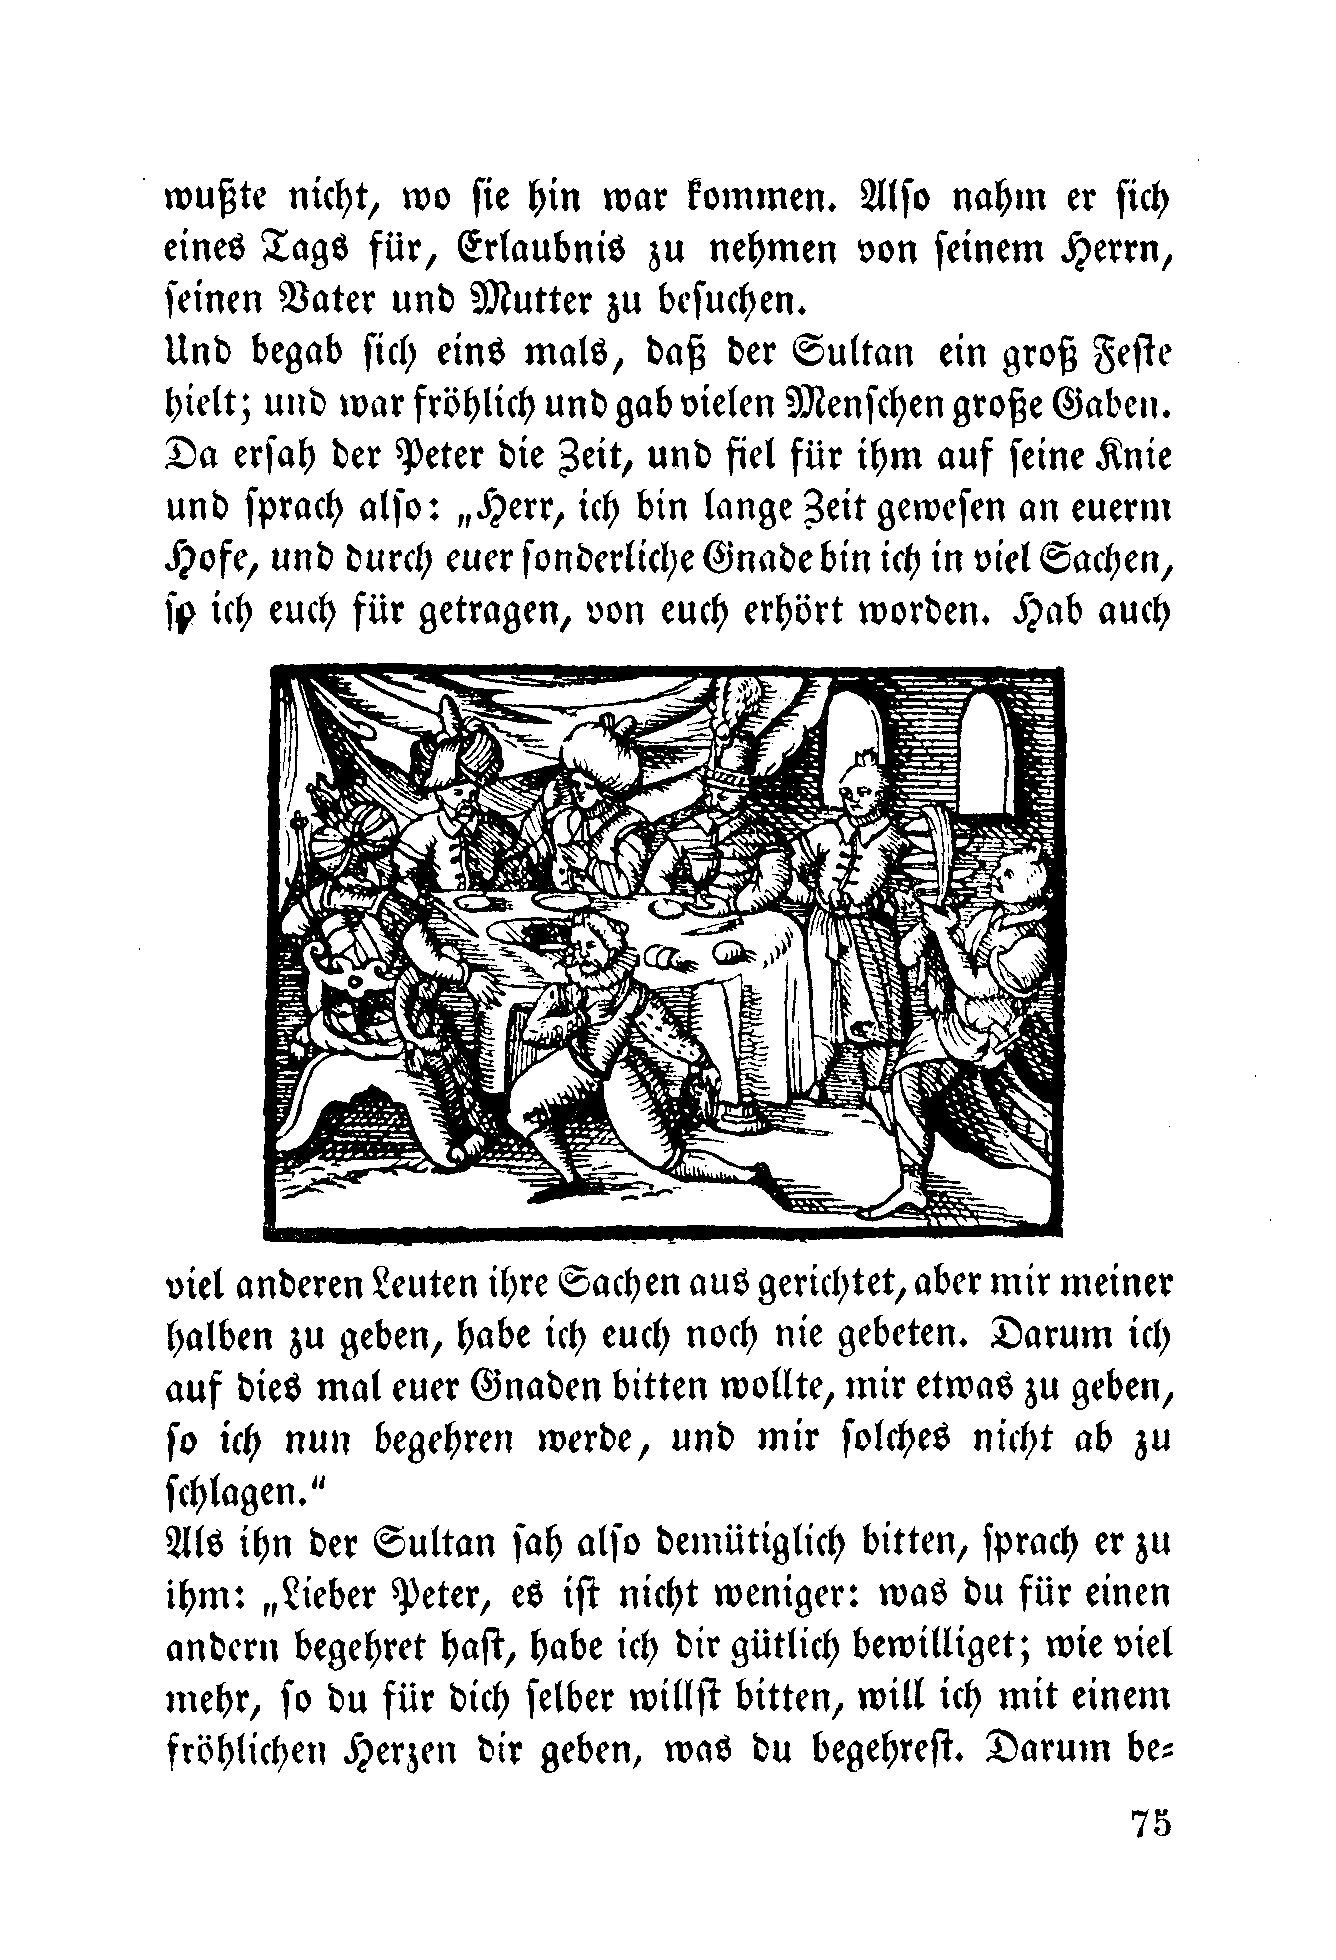 wußte nicht, wo sie hin war kommen. Also nahm er sich
eines Tags für, Erlaubnis zu nehmen von seinem Herrn,
seinen Vater und Mutter zu besuchen.
Und begab sich eins mals, daß der Sultan ein groß Feste
hielt; und war fröhlich und gab vielen Menschen große Gaben.
Da ersah der Peter die Zeit, und fiel für ihm auf seine Knie
und sprach also: „Herr, ich bin lange Zeit gewesen an euerm
Hofe, und durch euer sonderliche Gnade bin ich in viel Sachen,
so ich euch für getragen, von euch erhört worden. Hab auch
viel anderen Leuten ihre Sachen aus gerichtet, aber mir meiner
halben zu geben, habe ich euch noch nie gebeten. Darum ich
auf dies mal euer Gnaden bitten wollte, mir etwas zu geben,
so ich nun begehren werde, und mir solches nicht ab zu
schlagen.“
Als ihn der Sultan sah also demütiglich bitten, sprach er zu
ihm: „Lieber Peter, es ist nicht weniger: was du für einen
andern begehret hast, habe ich dir gütlich bewilliget; wie viel
mehr, so du für dich selber willst bitten, will ich mit einem
fröhlichen Herzen dir geben, was du begehrest. Darum be-
75